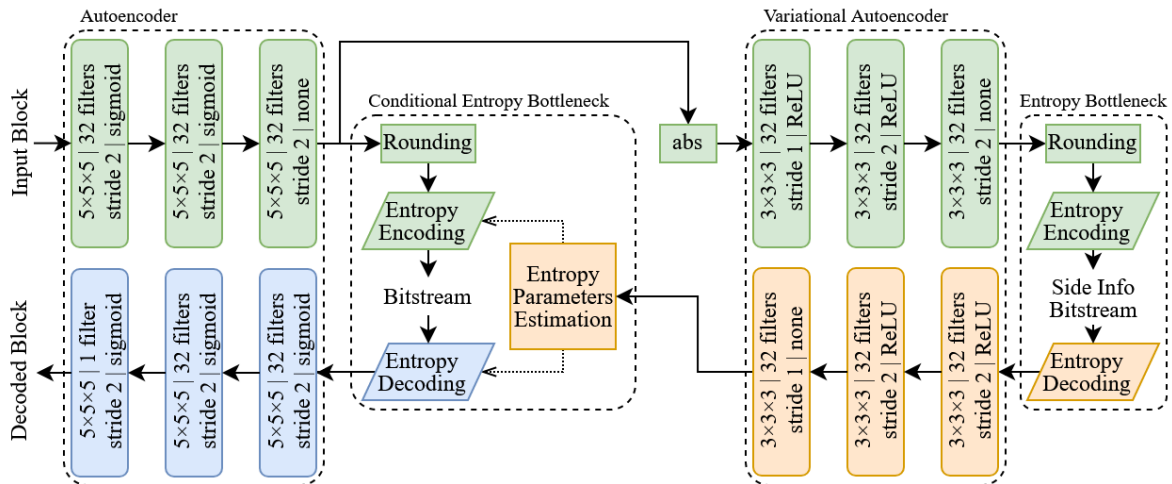 Autoencoder
Variational Autoencoder
Input Block
5×5×5 | 32 filters
stride 2 | sigmoid
5×5×5 | 32 filters
stride 2 | sigmoid
5×5×5 | 32 filters
stride 2 | none
Conditional Entropy Bottleneck
Rounding
Entropy
Encoding
Bitstream
Entropy
Decoding
Entropy
Parameters
Estimation
abs
3×3×3 | 32 filters
stride 1 | ReLU
3×3×3 | 32 filters
stride 2 | ReLU
3×3×3 | 32 filters
stride 2 | none
Entropy Bottleneck
Rounding
Entropy
Encoding
Side Info
Bitstream
Entropy
Decoding
Decoded Block
5×5×5 | 1 filter
stride 2 | sigmoid
5×5×5 | 32 filters
stride 2 | sigmoid
5×5×5 | 32 filters
stride 2 | sigmoid
3×3×3 | 32 filters
stride 1 | none
3×3×3 | 32 filters
stride 2 | ReLU
3×3×3 | 32 filters
stride 2 | ReLU